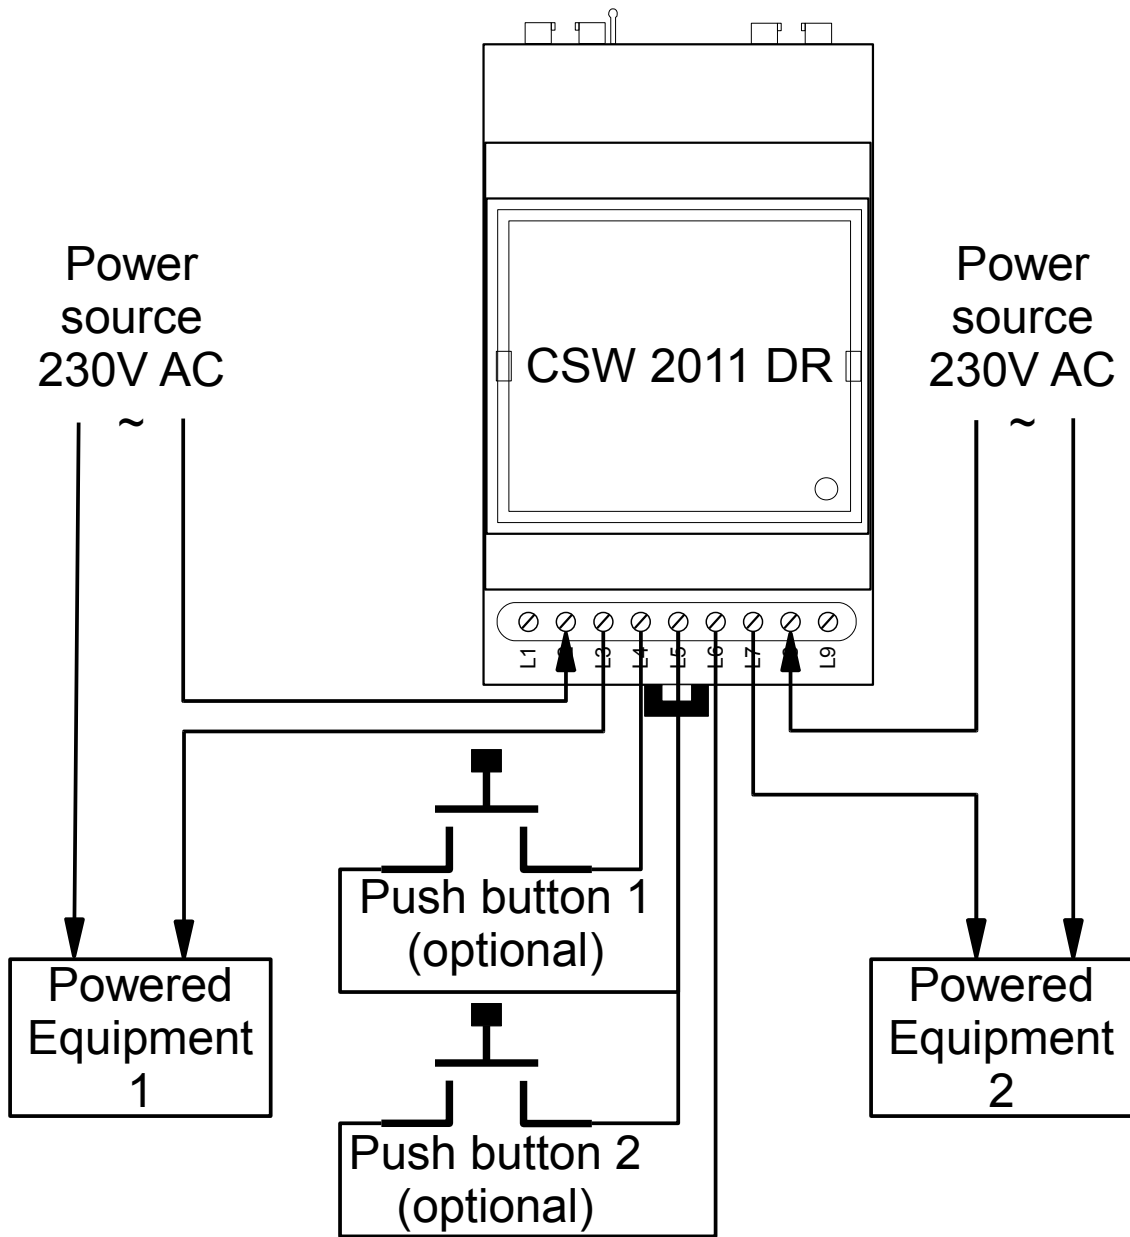 Power
source
230V AC
~
CSW 2011 DR
Power
source
230V AC
~
L1
L3
L4
L5
L6
L7
L9
Push button 1
(optional)
Powered
Equipment
1
Push button 2
(optional)
Powered
Equipment
2